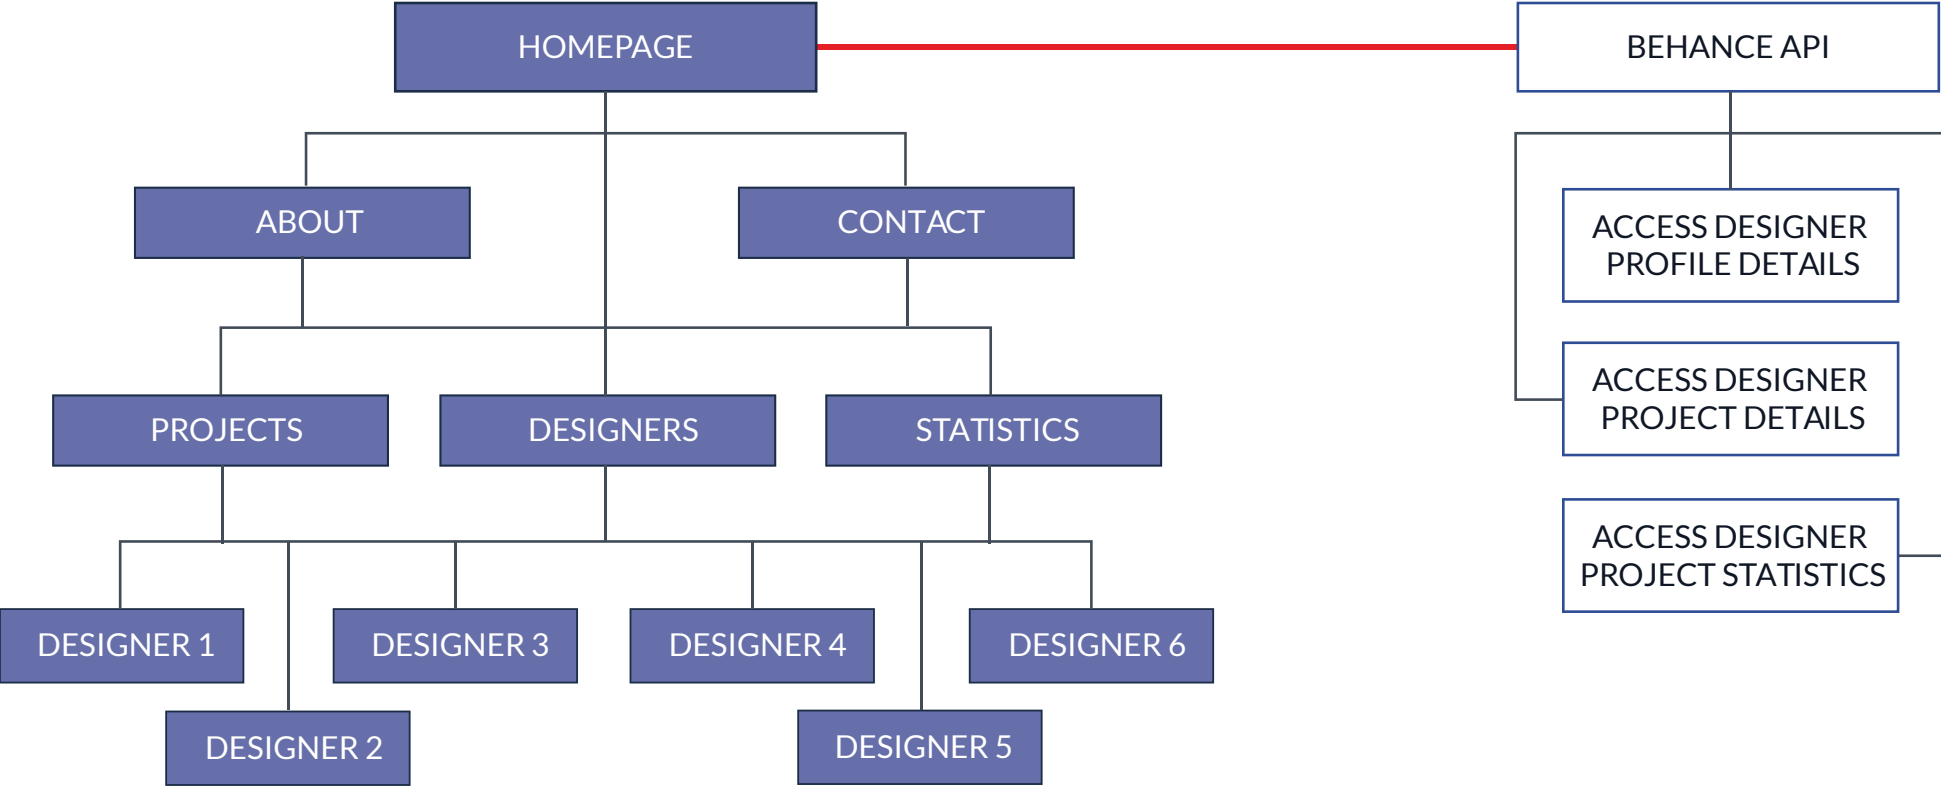 HOMEPAGE
BEHANCE API
ABOUT
CONTACT
ACCESS DESIGNER
PROFILE DETAILS
PROJECTS
DESIGNERS
STATISTICS
ACCESS DESIGNER
PROJECT DETAILS
ACCESS DESIGNER
PROJECT STATISTICS
DESIGNER 1
DESIGNER 3
DESIGNER 4
DESIGNER 6
DESIGNER 2
DESIGNER 5